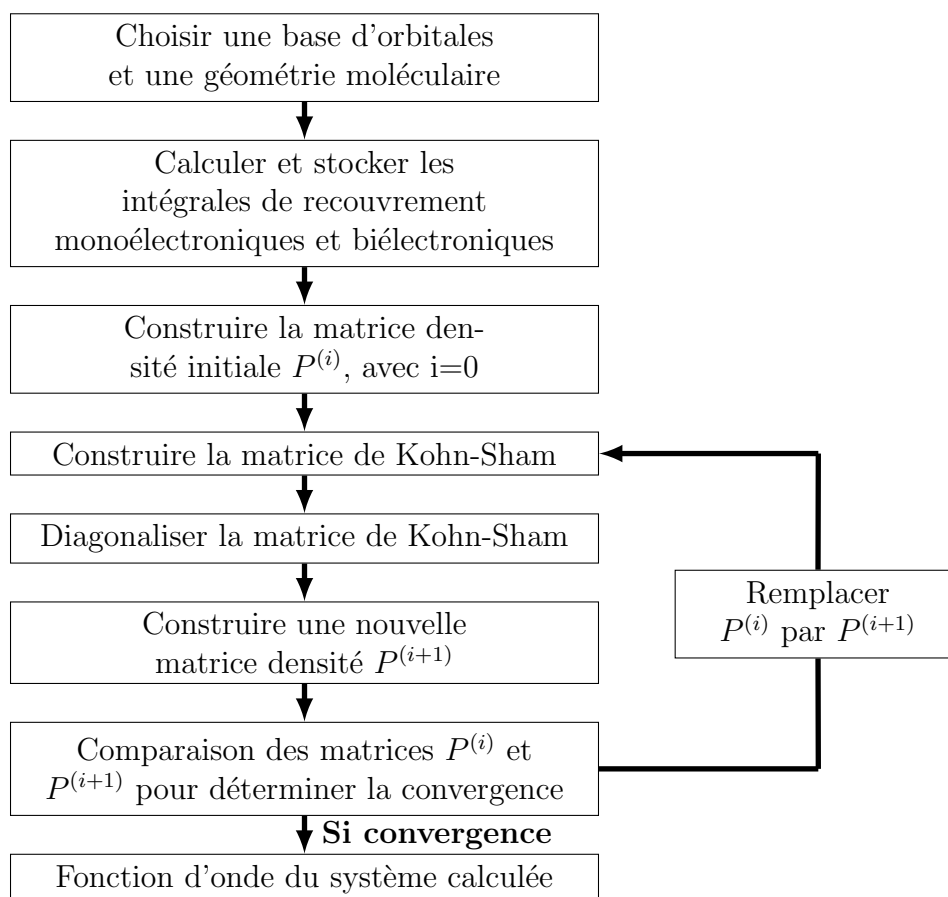 Choisir une base d'orbitales
et une géométrie moléculaire
Calculer et stocker les
intégrales de recouvrement
monoélectroniques et biélectroniques
Construire la matrice den-
sité initiale P^(i), avec i=0
Construire la matrice de Kohn-Sham
Diagonaliser la matrice de Kohn-Sham
Construire une nouvelle
matrice densité P^(i+1)
Remplacer
P^(i) par P^(i+1)
Comparaison des matrices P^(i) et
P^(i+1) pour déterminer la convergence
Si convergence
Fonction d'onde du système calculée